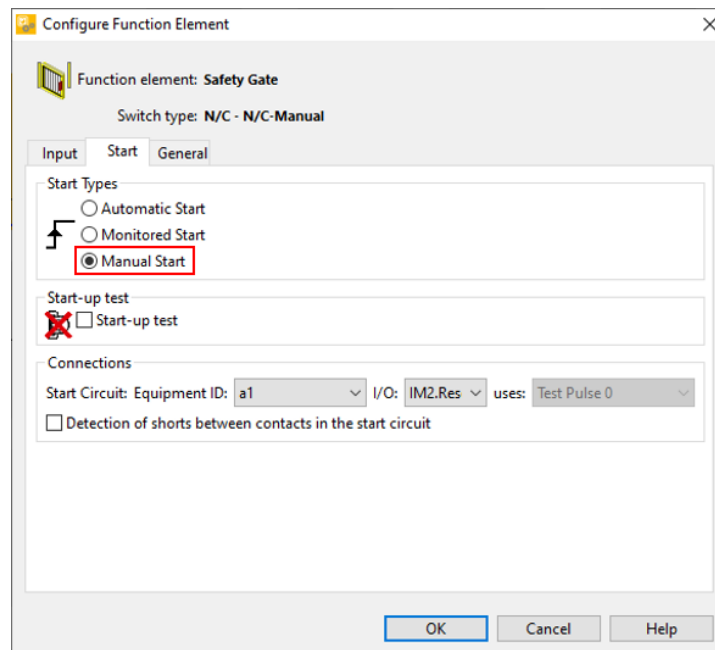 Configure Function Element
Function element: Safety Gate
Switch type: N/C - N/C-Manual
Input Start General
Start Types
Automatic Start
Monitored Start
Manual Start
Start-up test
Start-up test
Connections
Start Circuit: Equipment ID: a1 I/O: IM2.Res uses: Test Pulse 0
Detection of shorts between contacts in the start circuit
OK Cancel Help